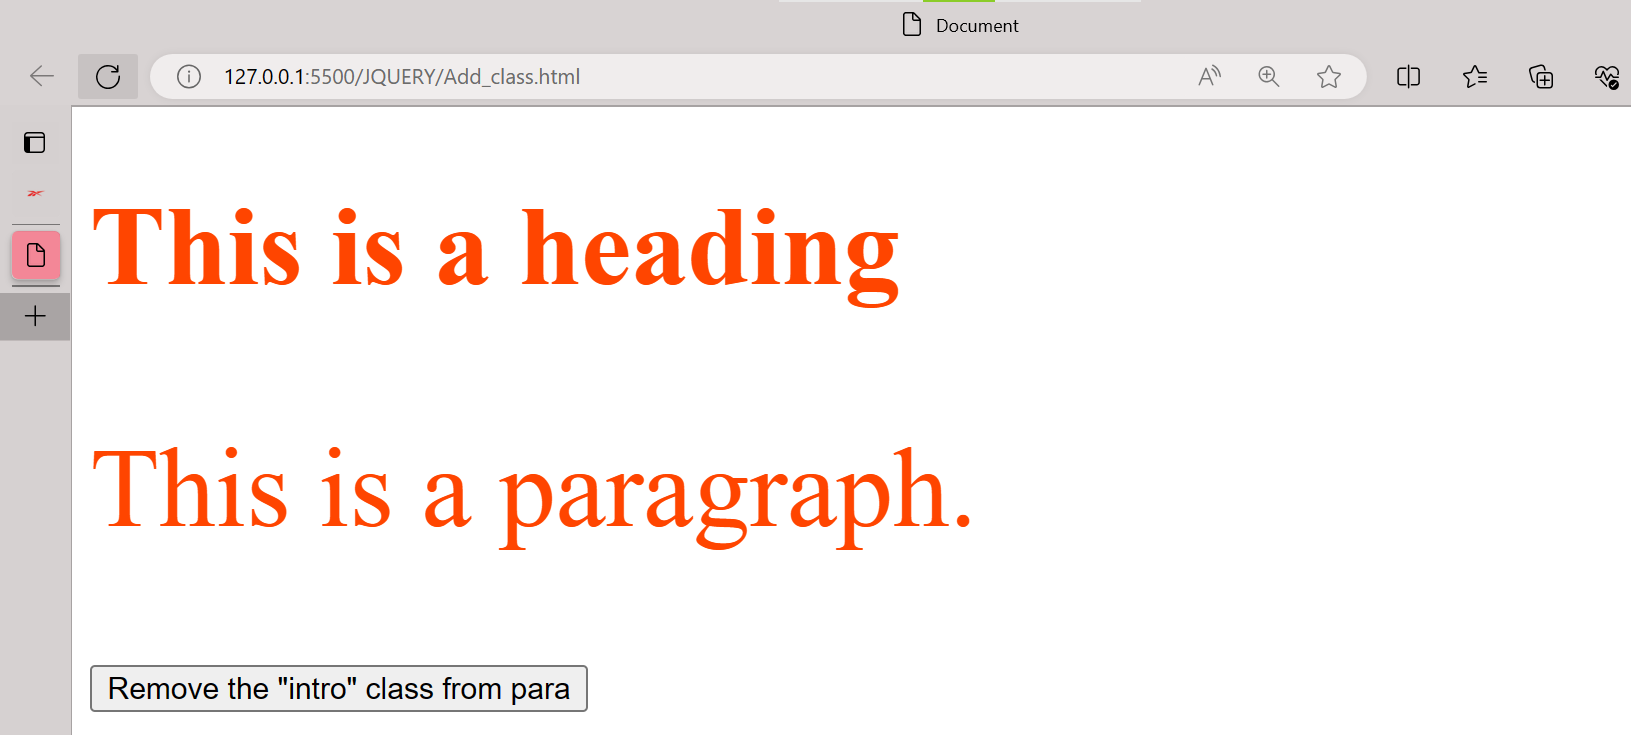 Document
127.0.0.1:5500/JQUERY/Add_class.html
This is a heading
This is a paragraph.
Remove the "intro" class from para